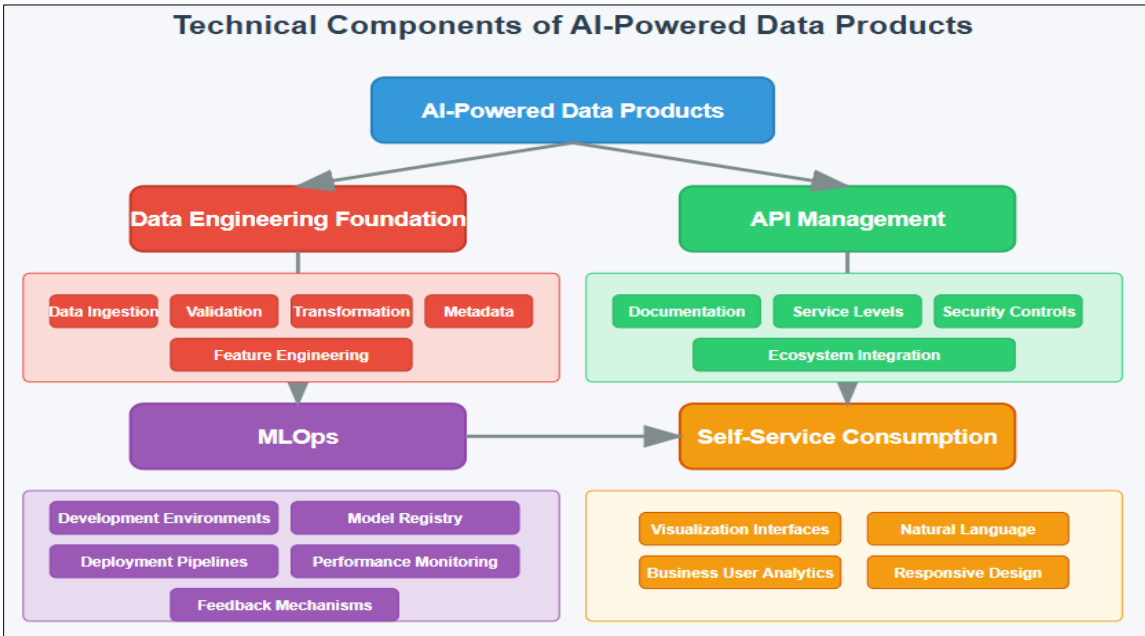 Technical Components of AI-Powered Data Products
AI-Powered Data Products
Data Engineering Foundation
API Management
Data Ingestion
Validation
Transformation
Metadata
Feature Engineering
Documentation
Service Levels
Security Controls
Ecosystem Integration
MLOps
Self-Service Consumption
Development Environments
Model Registry
Deployment Pipelines
Performance Monitoring
Feedback Mechanisms
Visualization Interfaces
Natural Language
Business User Analytics
Responsive Design